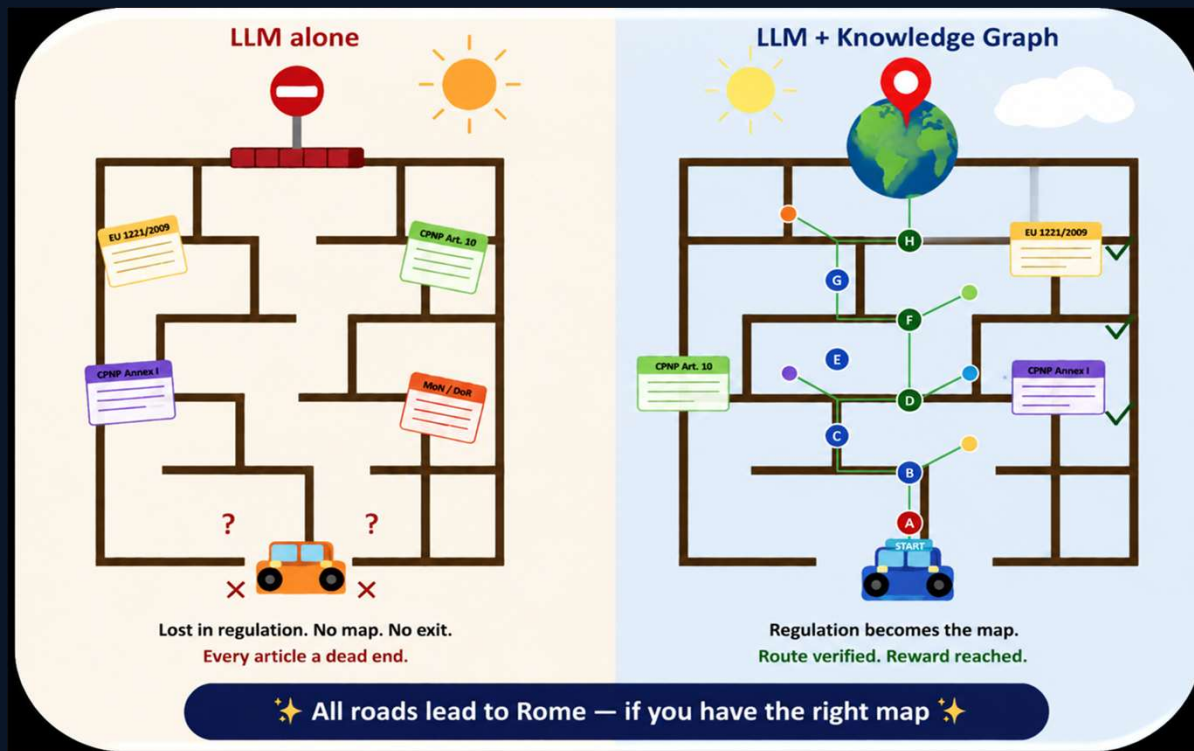 LLM alone
EU 1221/2009
CPNP Art. 10
CPNP Annex I
MoN / DoR
?
?
Lost in regulation. No map. No exit.
Every article a dead end.
LLM + Knowledge Graph
H
EU 1221/2009
G
F
E
CPNP Art. 10
CPNP Annex I
D
C
B
A
START
Regulation becomes the map.
Route verified. Reward reached.
✨ All roads lead to Rome — if you have the right map ✨